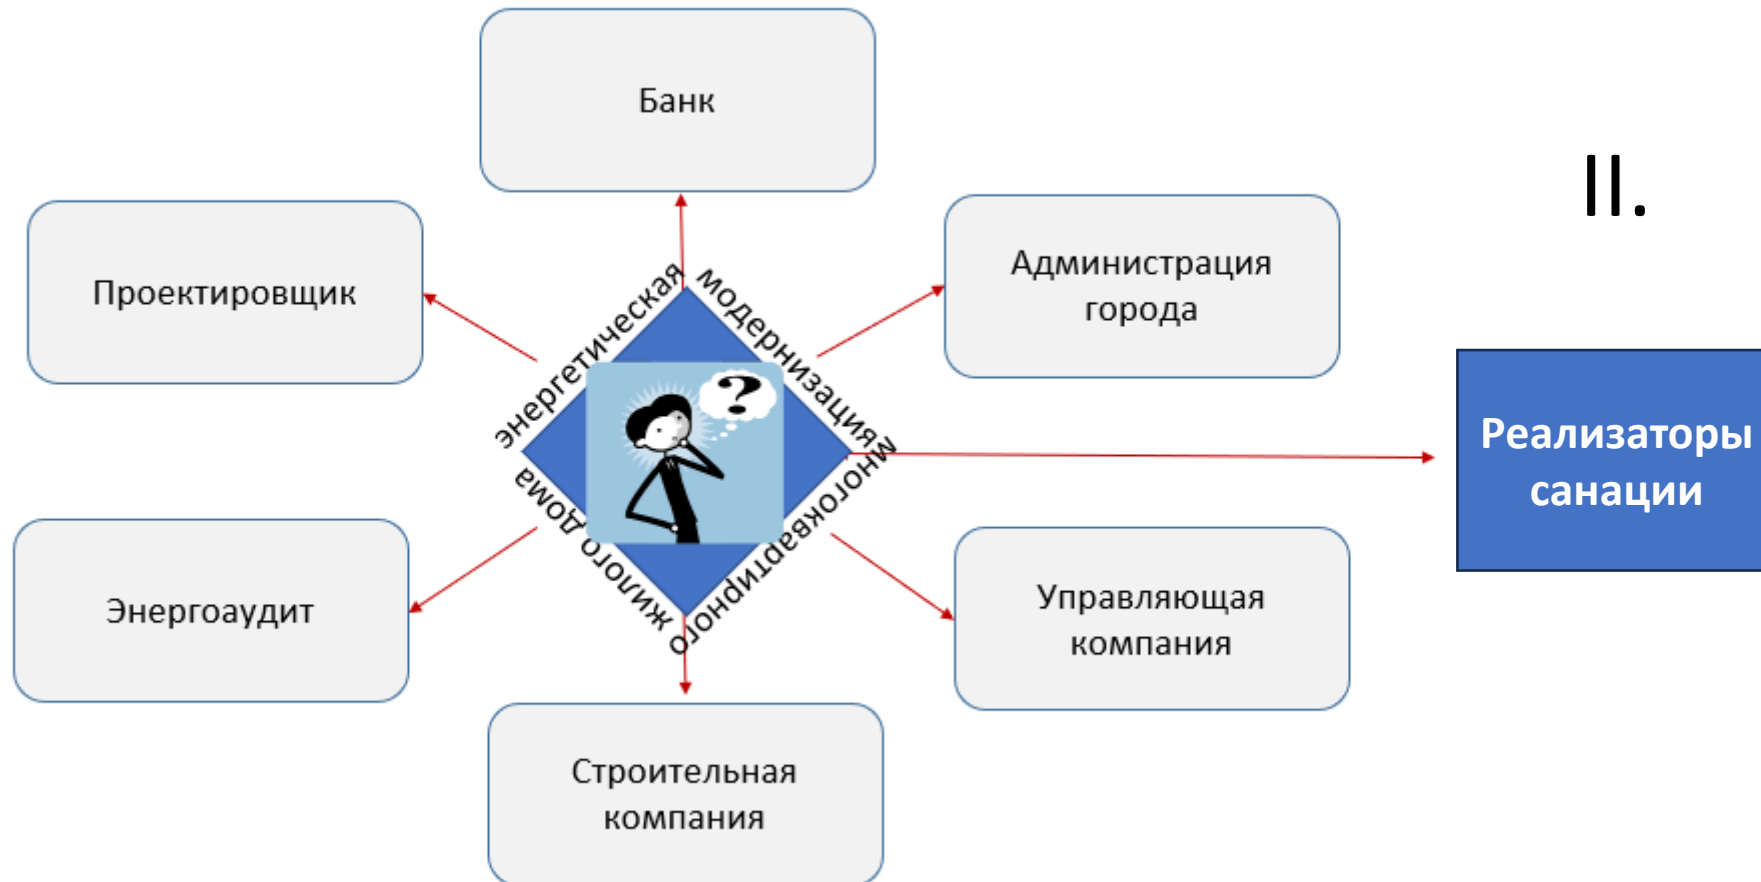 Банк
II.
Проектировщик
Администрация
города
энергетическая
модернизация
многоквартирного
жилого дома
?
Реализаторы
санации
Энергоаудит
Управляющая
компания
Строительная
компания